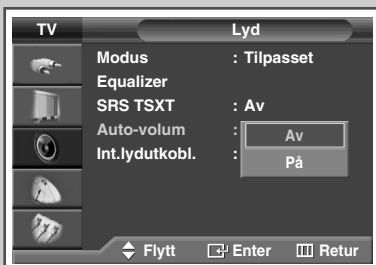 TV Lyd
Modus : Tilpasset
Equalizer
SRS TSXT : Av
Auto-volum : Av
Int.lydutkobl. : På
Flytt Enter Retur